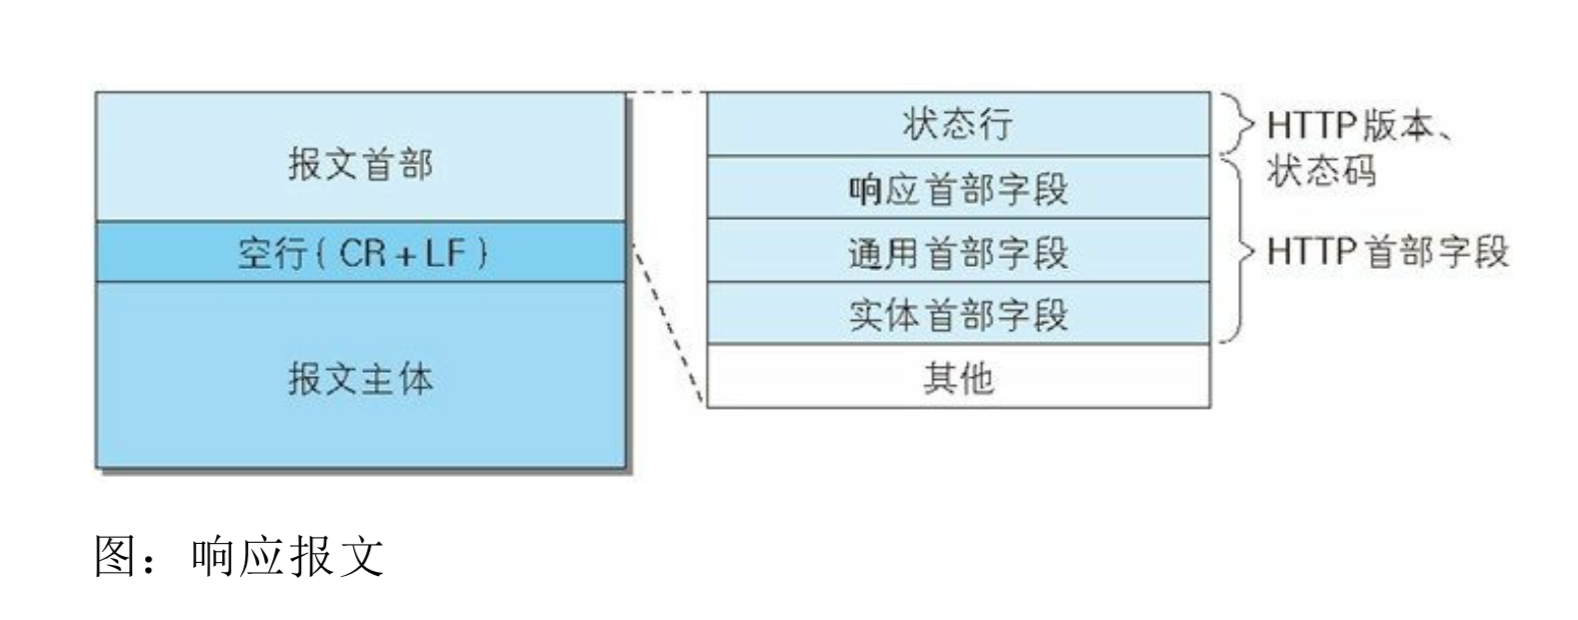 报文首部
空行(CR+LF)
报文主体
状态行
响应首部字段
通用首部字段
实体首部字段
其他
HTTP版本、
状态码
HTTP首部字段
图：响应报文